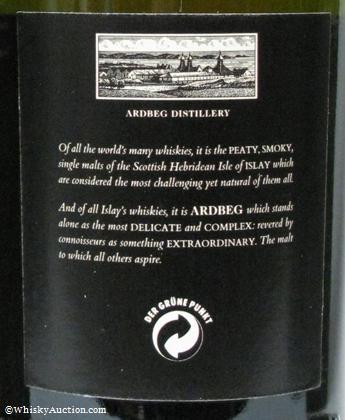 ARDBEG DISTILLERY
Of all the world's many whiskies, it is the PEATY, SMOKY,
single malts of the Scottish Hebridean Isle of ISLAY which
are considered the most challenging yet natural of them all.
And of all Islay's whiskies, it is ARDBEG which stands
alone as the most DELICATE and COMPLEX: revered by
connoisseurs as something EXTRAORDINARY. The malt
to which all others aspire.
DER GRÜNE PUNKT
©WhiskyAuction.com